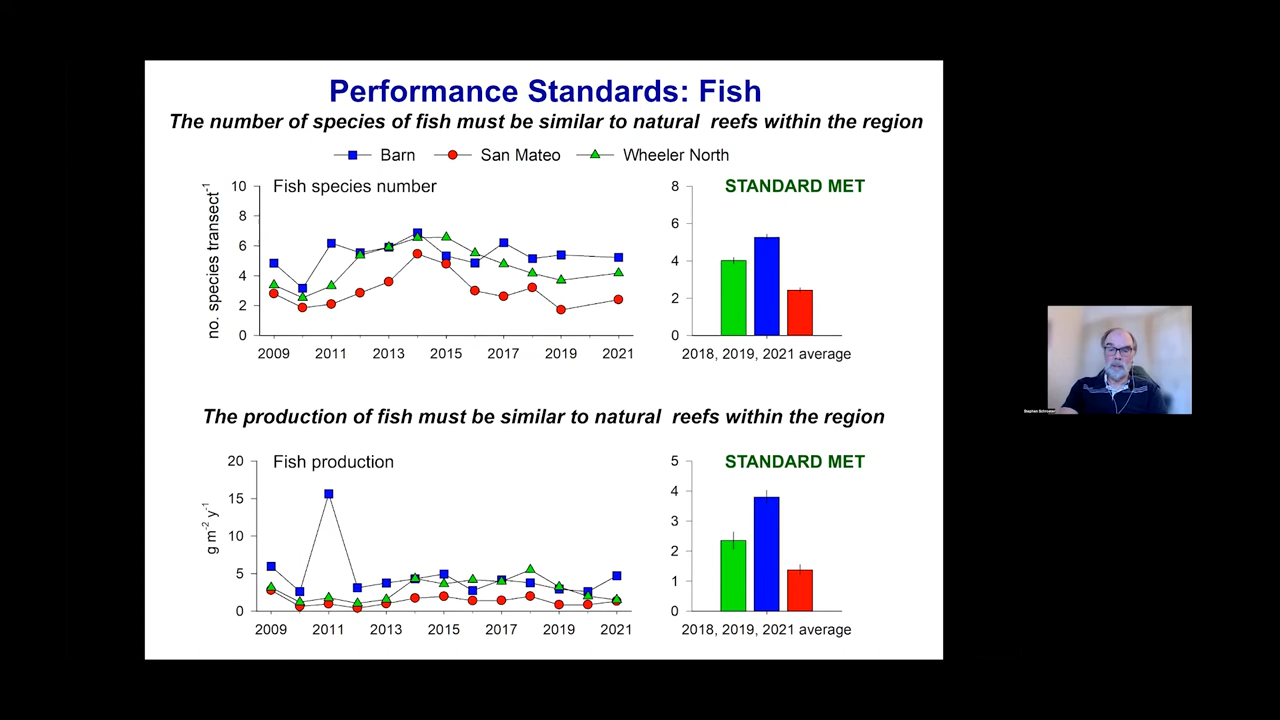 Performance Standards: Fish
The number of species of fish must be similar to natural reefs within the region
Barn San Mateo Wheeler North
Fish species number
no. species transect⁻¹
10
8
6
4
2
0
2009 2011 2013 2015 2017 2019 2021
STANDARD MET
8
6
4
2
0
2018, 2019, 2021 average
The production of fish must be similar to natural reefs within the region
Fish production
g m⁻² y⁻¹
20
15
10
5
0
2009 2011 2013 2015 2017 2019 2021
STANDARD MET
5
4
3
2
1
0
2018, 2019, 2021 average
Stephen Schroeter